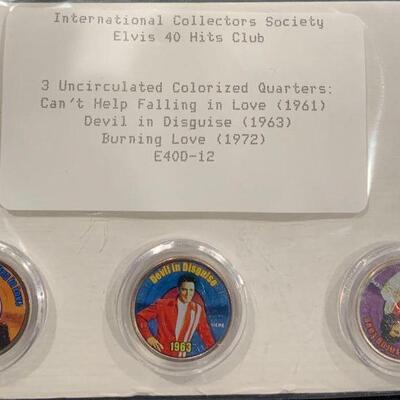 International Collectors Society
Elvis 40 Hits Club
3 Uncirculated Colorized Quarters:
Can't Help Falling in Love (1961)
Devil in Disguise (1963)
Burning Love (1972)
E40D-12
Devil in Disguise
1963